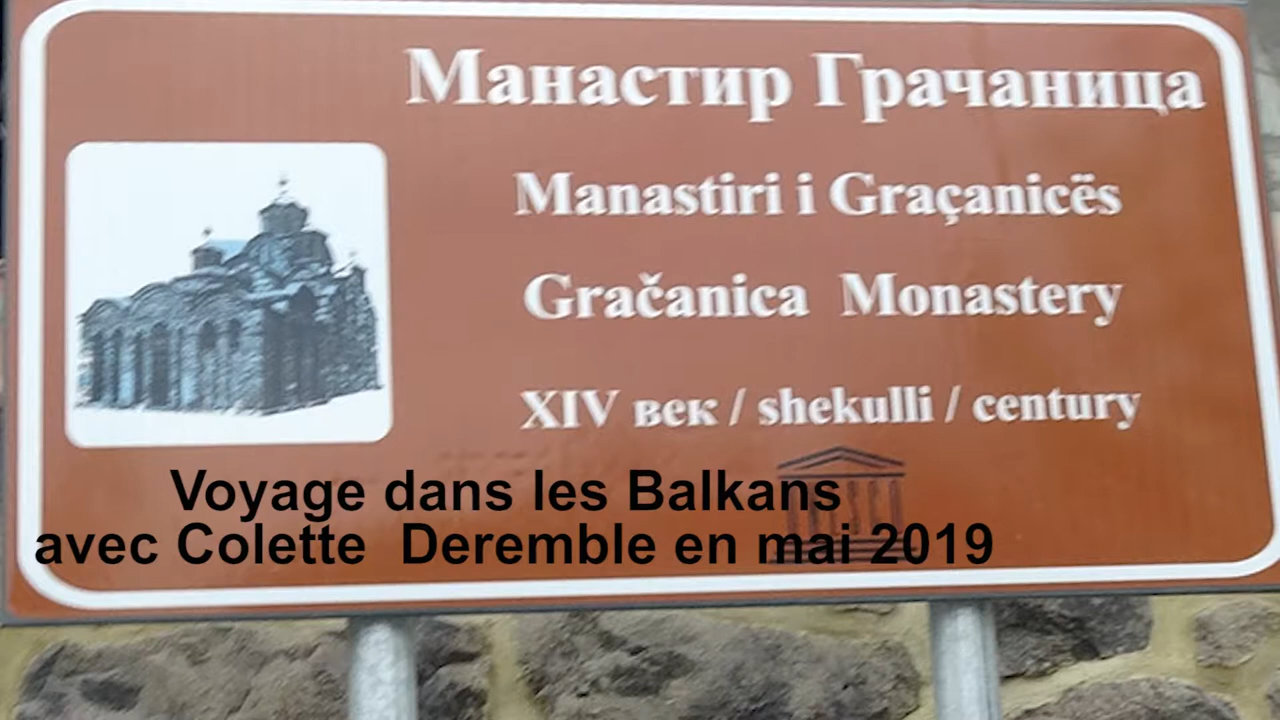 Манастир Грачаница
Manastiri i Graçanicës
Gračanica Monastery
XIV век / shekulli / century
Voyage dans les Balkans
avec Colette Deremble en mai 2019